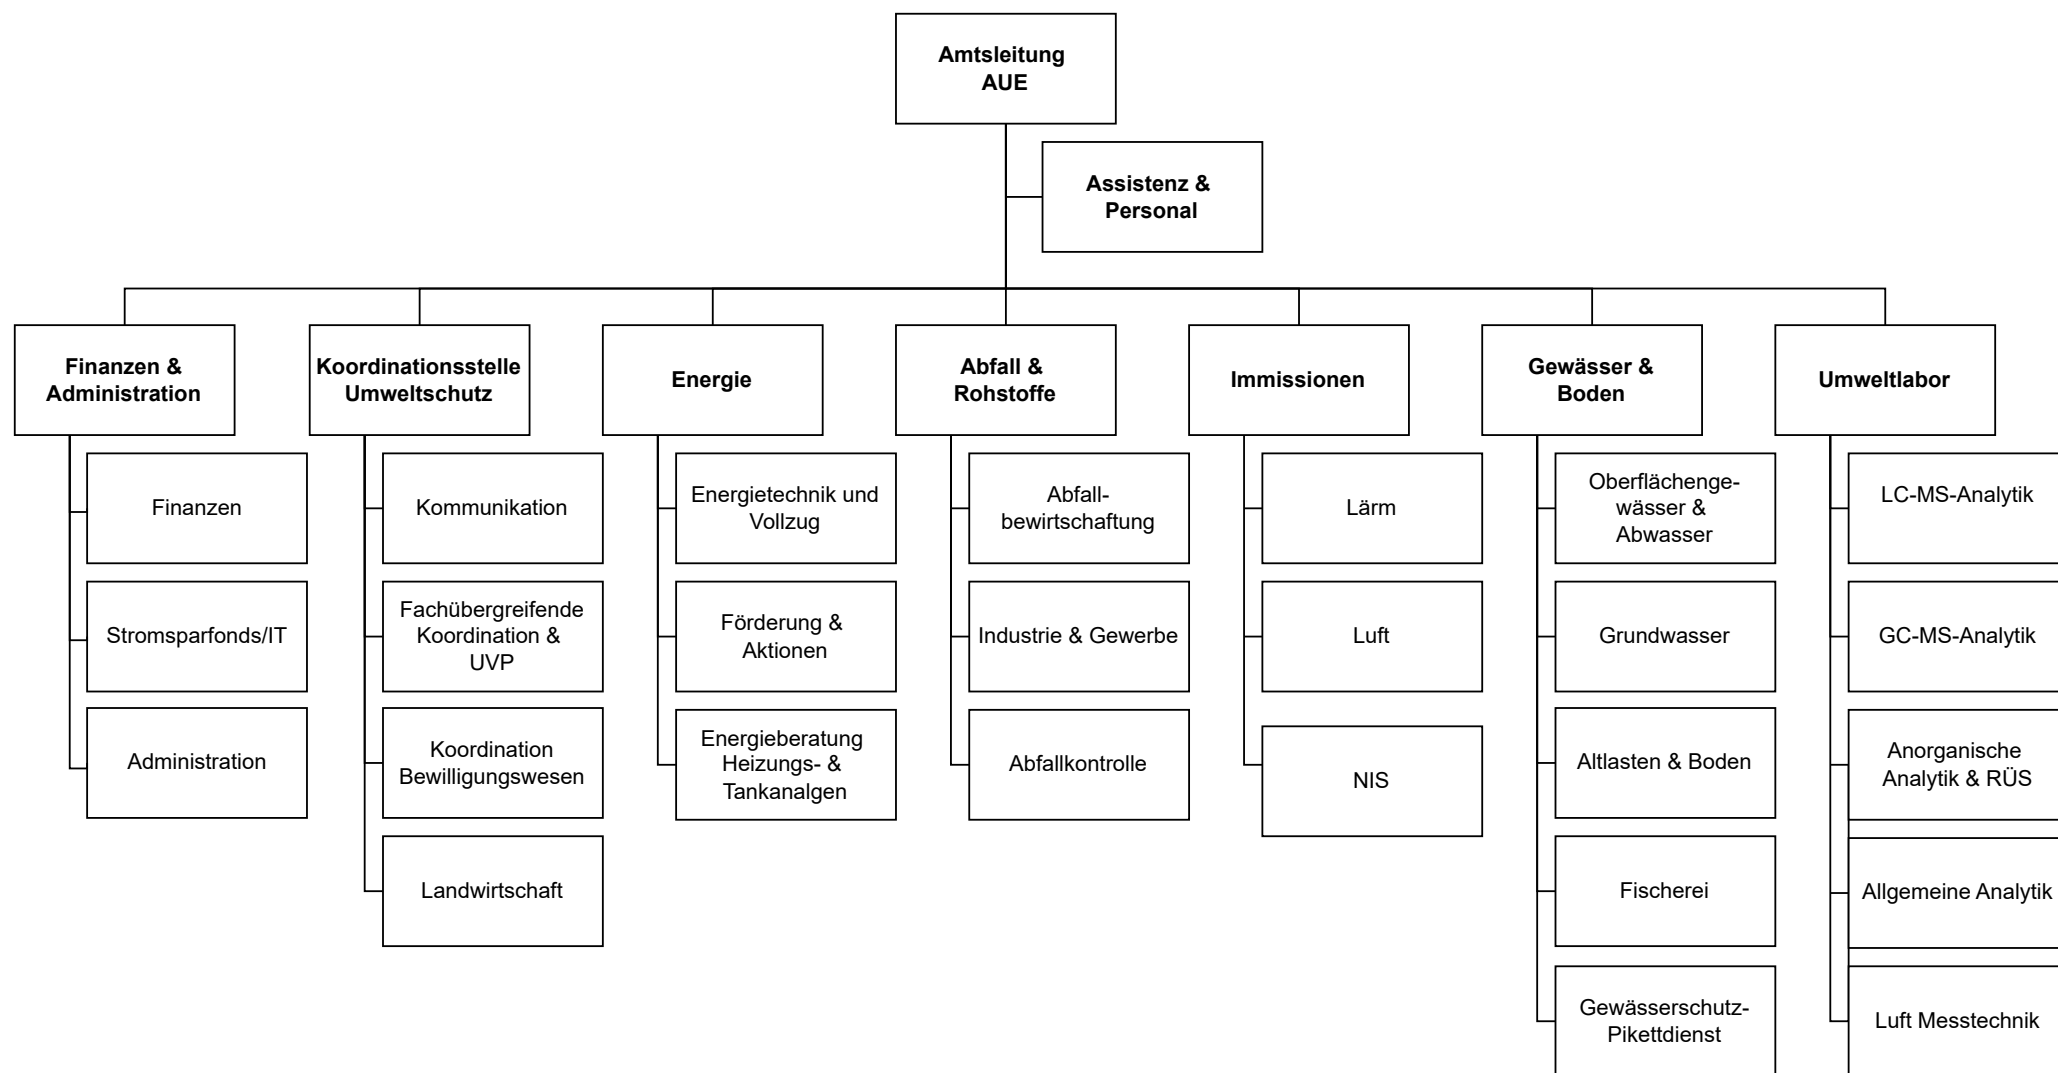 Amtsleitung
AUE
Assistenz &
Personal
Finanzen &
Administration
Koordinationsstelle
Umweltschutz
Energie
Abfall &
Rohstoffe
Immissionen
Gewässer &
Boden
Umweltlabor
Finanzen
Stromsparfonds/IT
Administration
Kommunikation
Fachübergreifende
Koordination &
UVP
Koordination
Bewilligungswesen
Landwirtschaft
Energietechnik und
Vollzug
Förderung &
Aktionen
Energieberatung
Heizungs- &
Tankanalgen
Abfall-
bewirtschaftung
Industrie & Gewerbe
Abfallkontrolle
Lärm
Luft
NIS
Oberflächenge-
wässer &
Abwasser
Grundwasser
Altlasten & Boden
Fischerei
Gewässerschutz-
Pikettdienst
LC-MS-Analytik
GC-MS-Analytik
Anorganische
Analytik & RÜS
Allgemeine Analytik
Luft Messtechnik